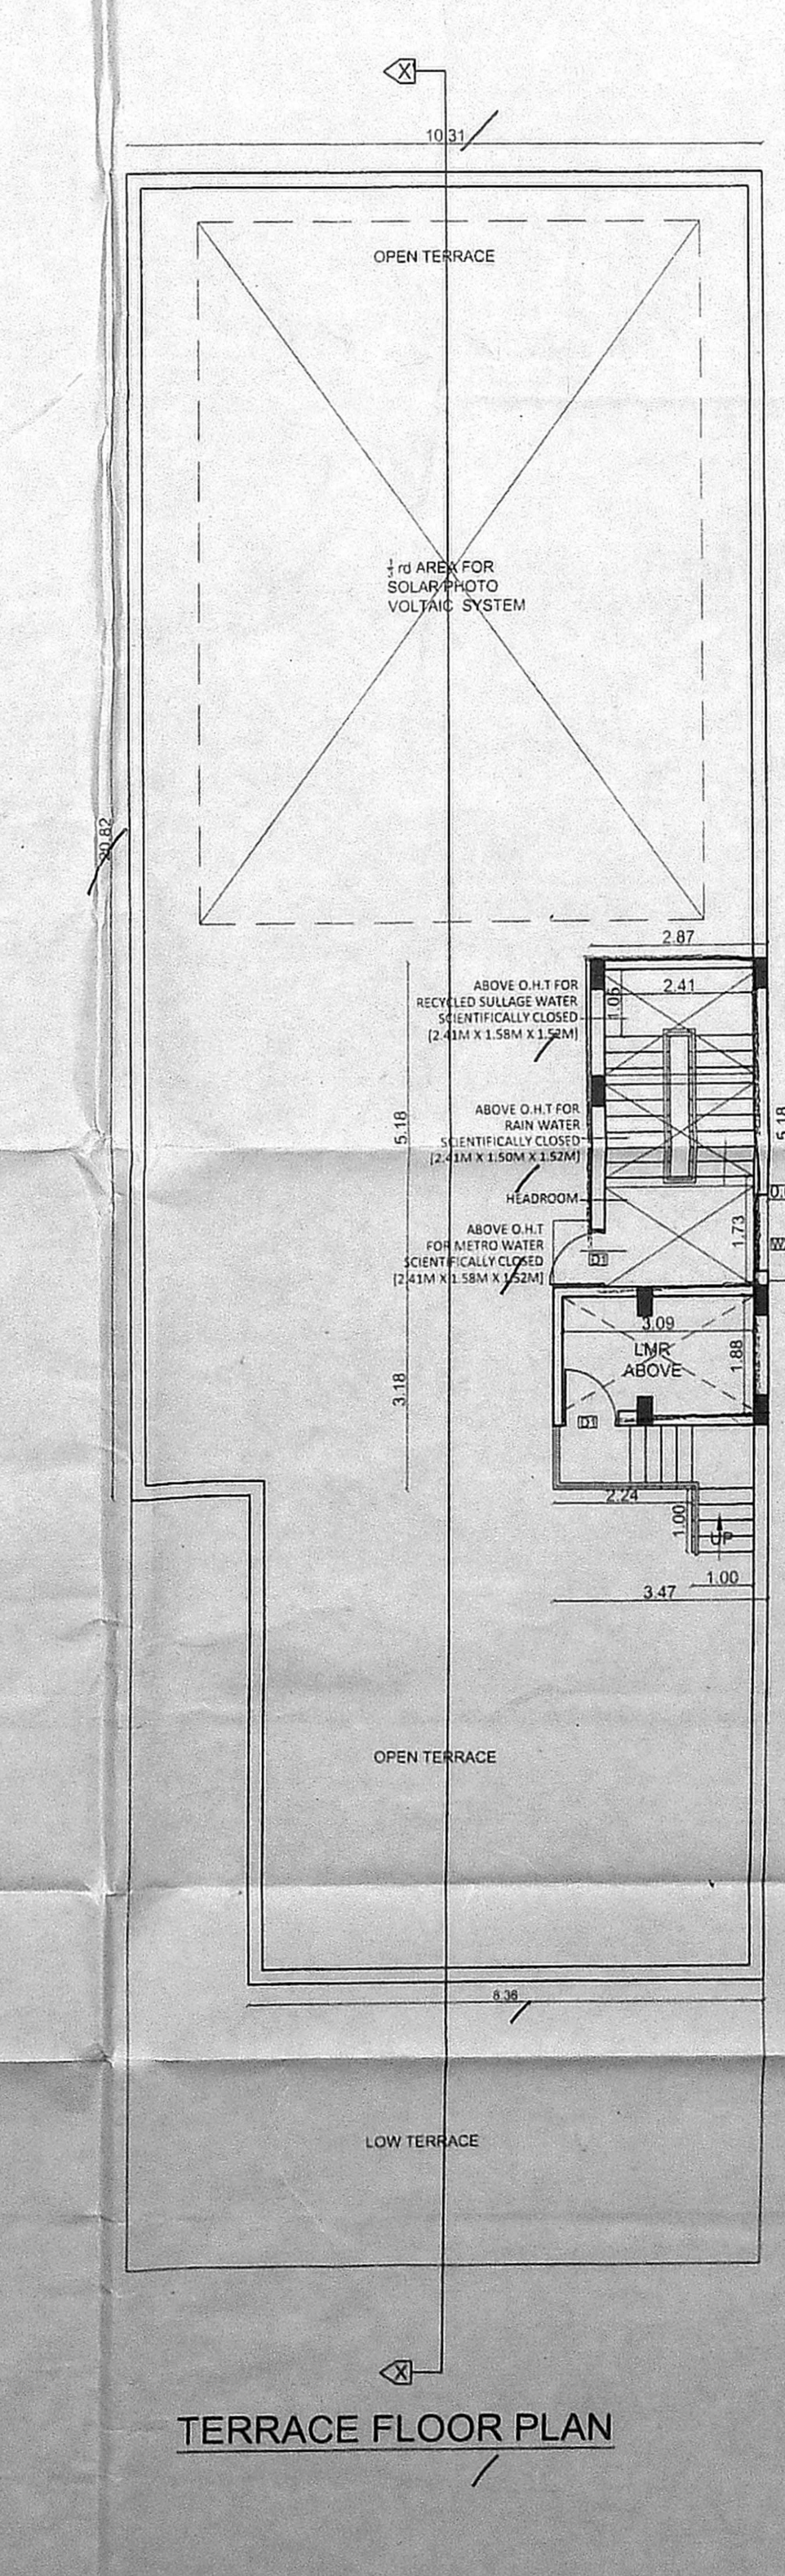 X
10.31
OPEN TERRACE
1/3 rd AREA FOR
SOLAR PHOTO
VOLTAIC SYSTEM
20.82
2.87
2.41
1.05
ABOVE O.H.T FOR
RECYCLED SULLAGE WATER
SCIENTIFICALLY CLOSED
[2.41M X 1.58M X 1.52M]
5.18
5.18
ABOVE O.H.T FOR
RAIN WATER
SCIENTIFICALLY CLOSED
[2.41M X 1.50M X 1.52M]
HEADROOM
1.73
W
ABOVE O.H.T
FOR METRO WATER
SCIENTIFICALLY CLOSED
[2.41M X 1.58M X 1.52M]
D1
3.09
LMR
ABOVE
1.88
3.18
D1
2.24
1.00
UP
1.00
3.47
OPEN TERRACE
8.36
LOW TERRACE
X
TERRACE FLOOR PLAN